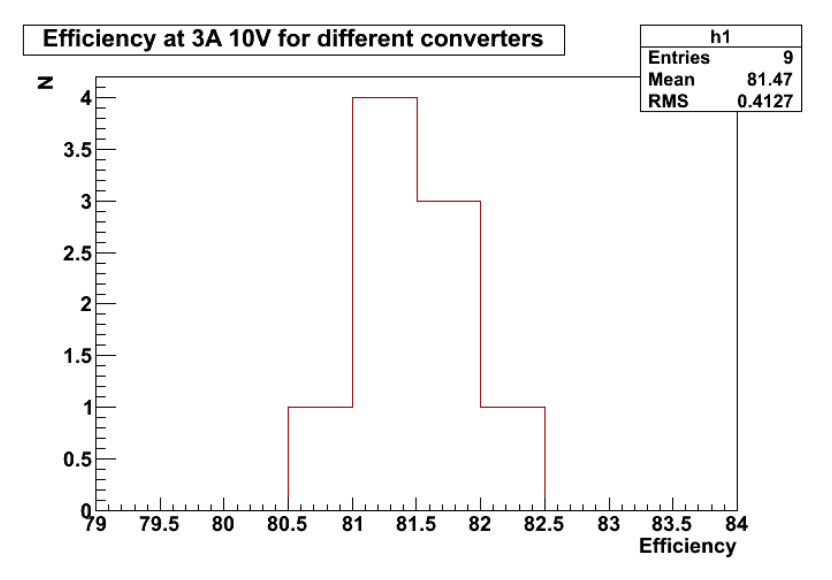 Efficiency at 3A 10V for different converters
h1
Entries 9
Mean 81.47
RMS 0.4127
N
4
3.5
3
2.5
2
1.5
1
0.5
0
79 79.5 80 80.5 81 81.5 82 82.5 83 83.5 84
Efficiency